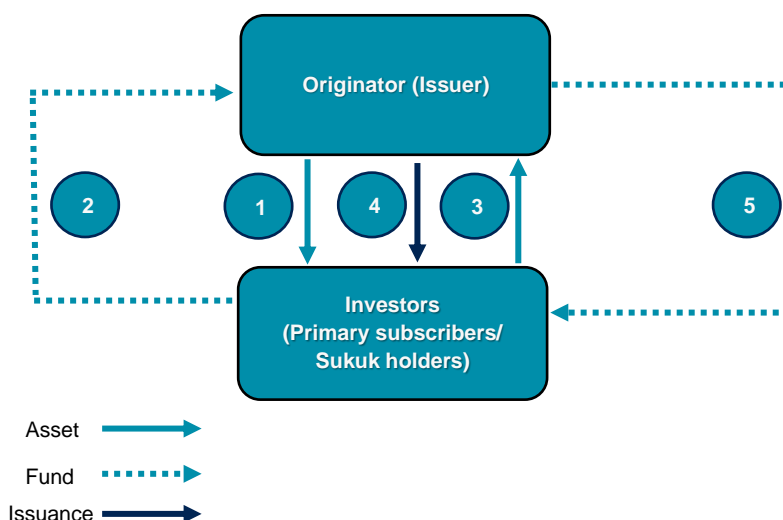 Originator (Issuer)
2
1
4
3
5
Investors
(Primary subscribers/
Sukuk holders)
Asset
Fund
Issuance